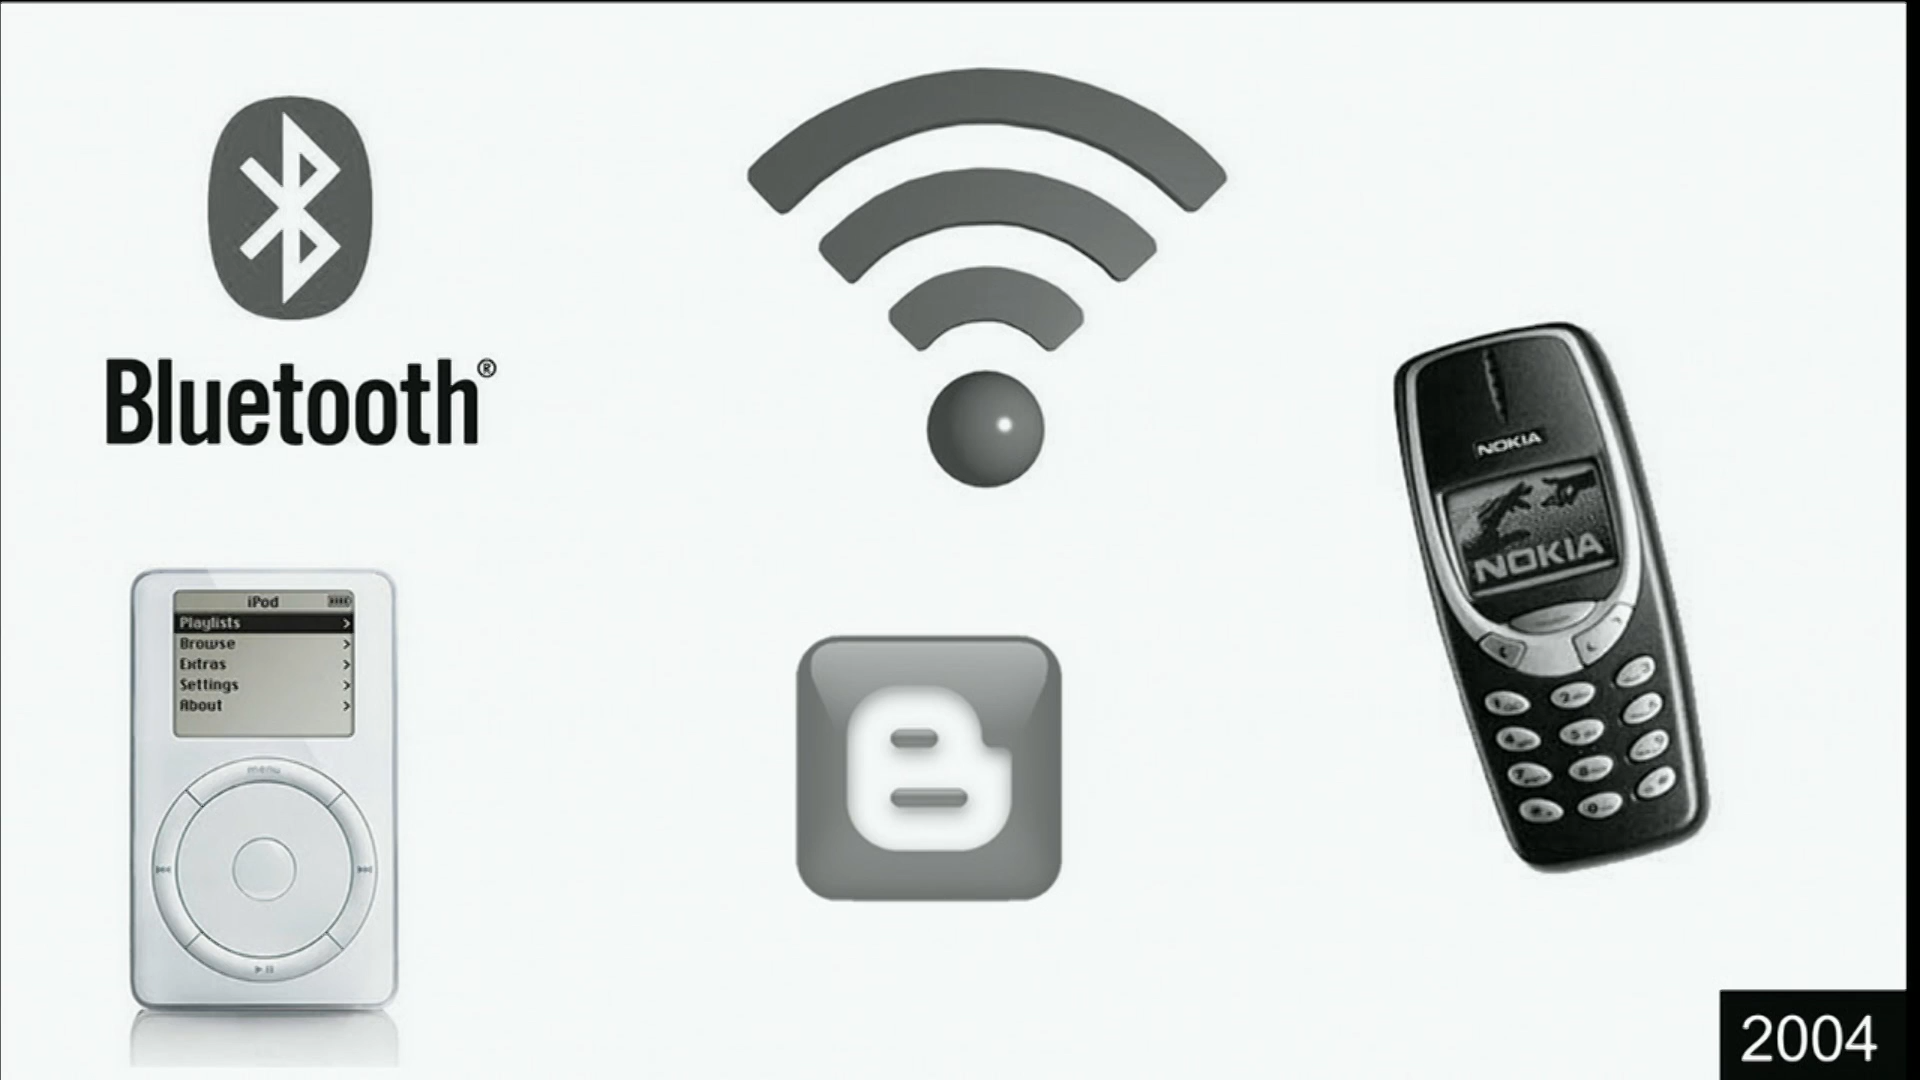 Bluetooth®
NOKIA
NOKIA
iPod
Playlists >
Browse >
Extras >
Settings >
About >
menu
2004